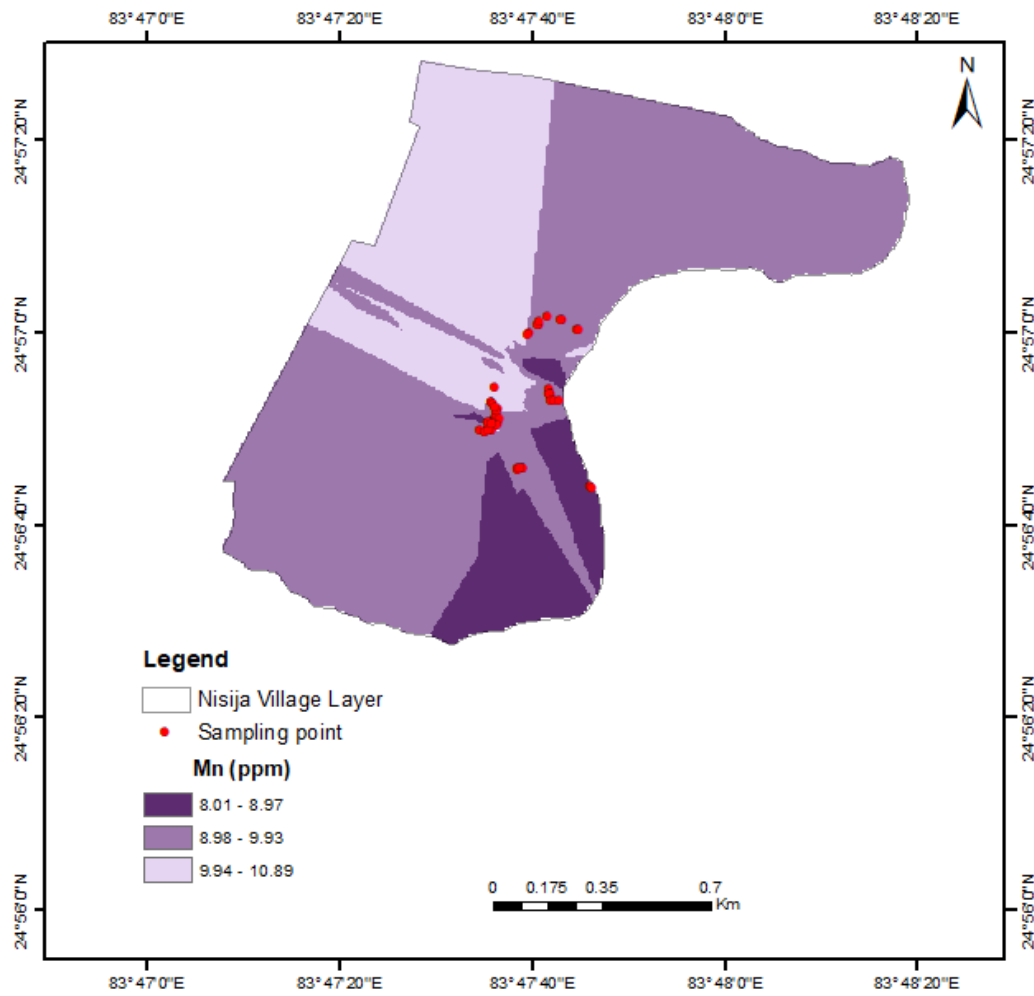 83°47'0"E 83°47'20"E 83°47'40"E 83°48'0"E 83°48'20"E
N
24°57'20"N 24°57'20"N
24°57'0"N 24°57'0"N
24°56'40"N 24°56'40"N
24°56'20"N 24°56'20"N
24°56'0"N 24°56'0"N
Legend
Nisija Village Layer
Sampling point
Mn (ppm)
8.01 - 8.97
8.98 - 9.93
9.94 - 10.89
0 0.175 0.35 0.7
Km
83°47'0"E 83°47'20"E 83°47'40"E 83°48'0"E 83°48'20"E